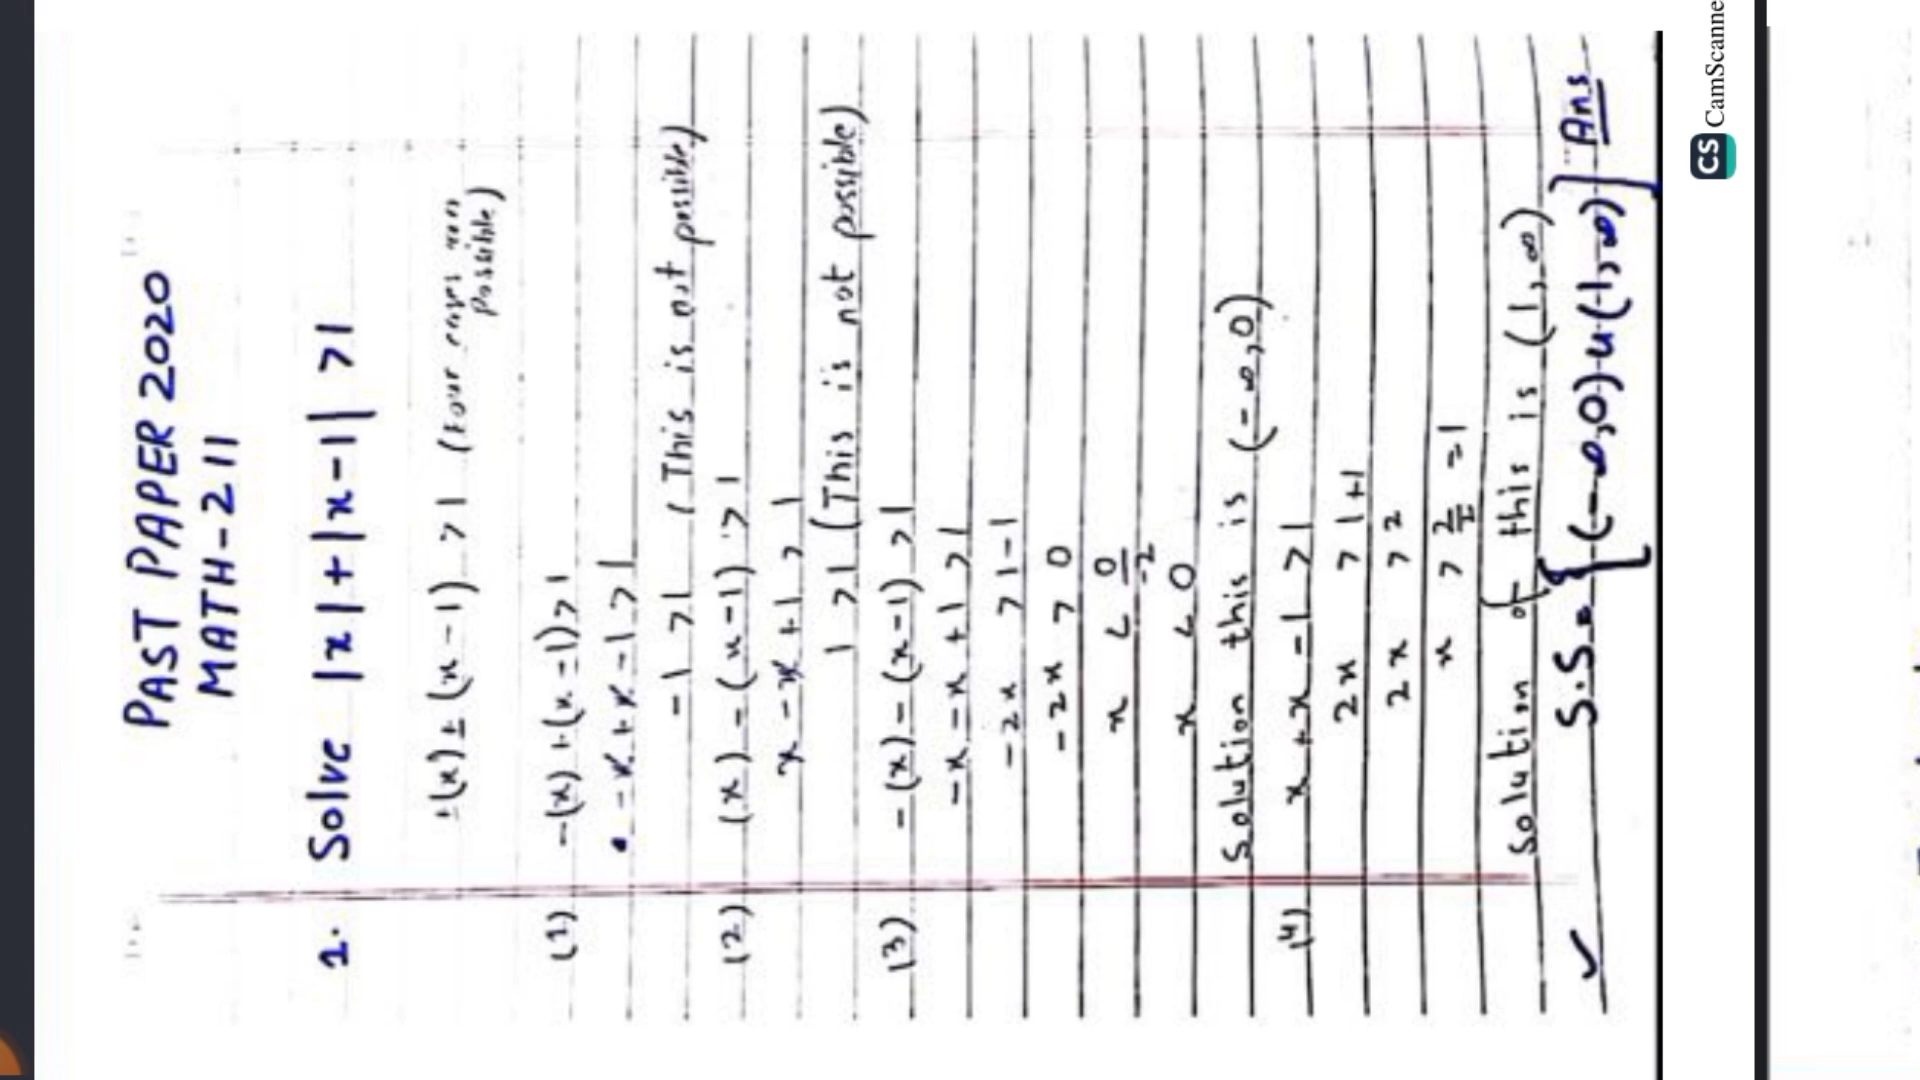 PAST PAPER 2020
MATH-211
1. Solve |x|+|x-1| >1
±(x)±(x-1) >1 (Four cases are possible)
(1) -(x)+(x-1)>1
-x+x-1>1
-1>1 (This is not possible)
(2) (x)-(x-1)>1
x-x+1>1
1>1 (This is not possible)
(3) -(x)-(x-1)>1
-x-x+1>1
-2x >1-1
-2x >0
x < 0/-2
x < 0
Solution this is (-∞,0)
(4) x+x-1>1
2x >1+1
2x >2
x > 2/2 =1
Solution of this is (1,∞)
S.S. {(-∞,0)∪(1,∞)} Ans
CS CamScanne